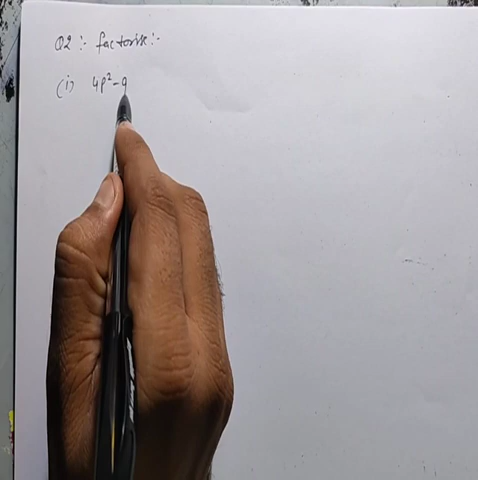 Q2 :- factorise :-
(i) 4p²-9